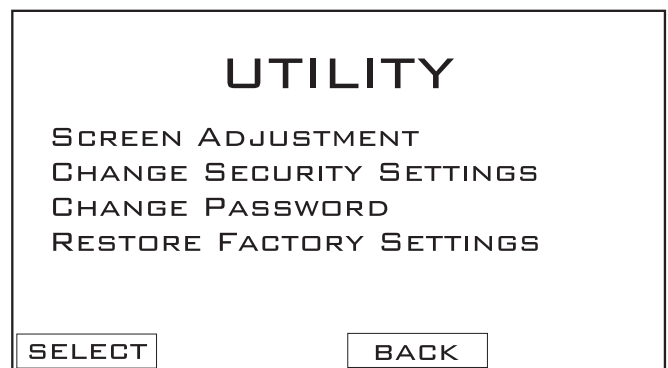 UTILITY
SCREEN ADJUSTMENT
CHANGE SECURITY SETTINGS
CHANGE PASSWORD
RESTORE FACTORY SETTINGS
SELECT BACK